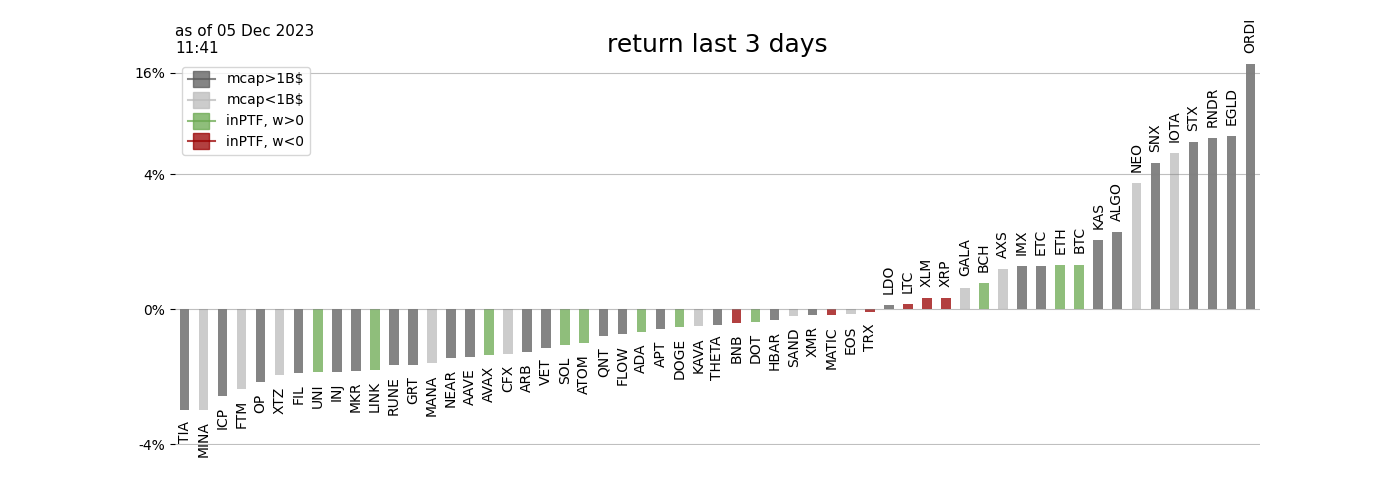 as of 05 Dec 2023
11:41
return last 3 days
16%
4%
0%
-4%
mcap>1B$
mcap<1B$
inPTF, w>0
inPTF, w<0
TIA
MINA
ICP
FTM
OP
XTZ
FIL
UNI
INJ
MKR
LINK
RUNE
GRT
MANA
NEAR
AAVE
AVAX
CFX
ARB
VET
SOL
ATOM
QNT
FLOW
ADA
APT
DOGE
KAVA
THETA
BNB
DOT
HBAR
SAND
XMR
MATIC
EOS
TRX
LDO
LTC
XLM
XRP
GALA
BCH
AXS
IMX
ETC
ETH
BTC
KAS
ALGO
NEO
SNX
IOTA
STX
RNDR
EGLD
ORDI